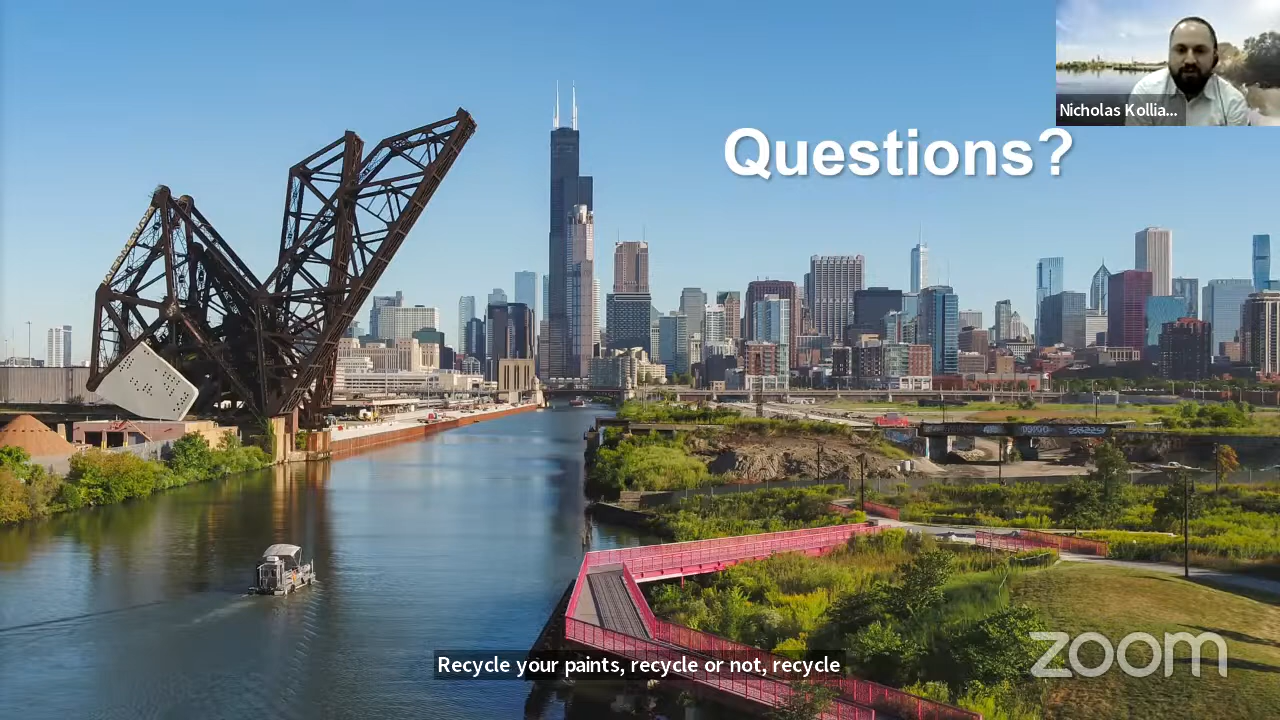 Nicholas Kollia...
Questions?
Recycle your paints, recycle or not, recycle
zoom